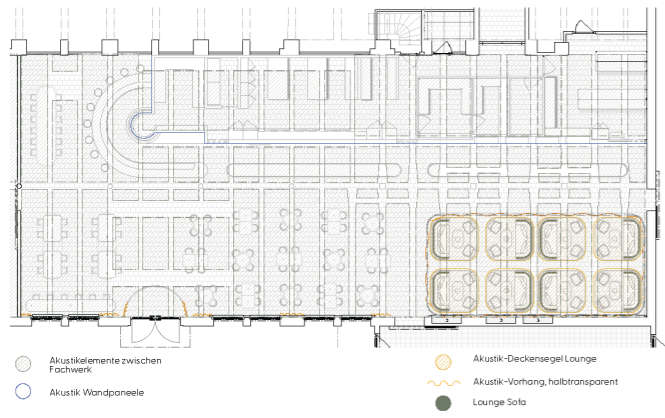 Akustikelemente zwischen
Fachwerk
Akustik Wandpaneele
Akustik-Deckensegel Lounge
Akustik-Vorhang, halbtransparent
Lounge Sofa